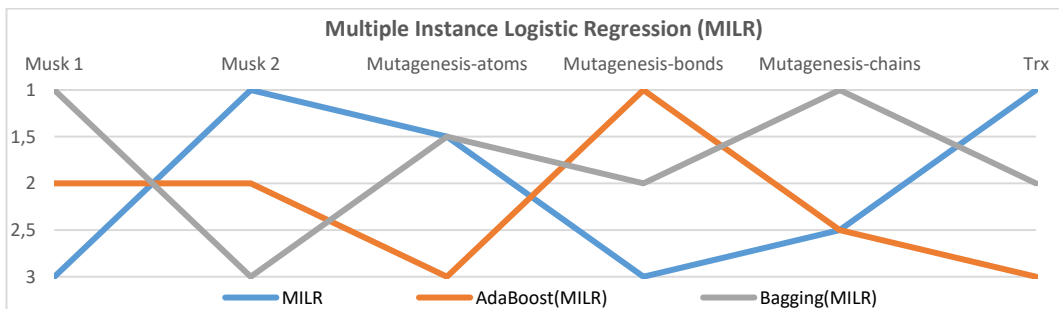 Multiple Instance Logistic Regression (MILR)
Musk 1 Musk 2 Mutagenesis-atoms Mutagenesis-bonds Mutagenesis-chains Trx
1
1,5
2
2,5
3
MILR AdaBoost(MILR) Bagging(MILR)